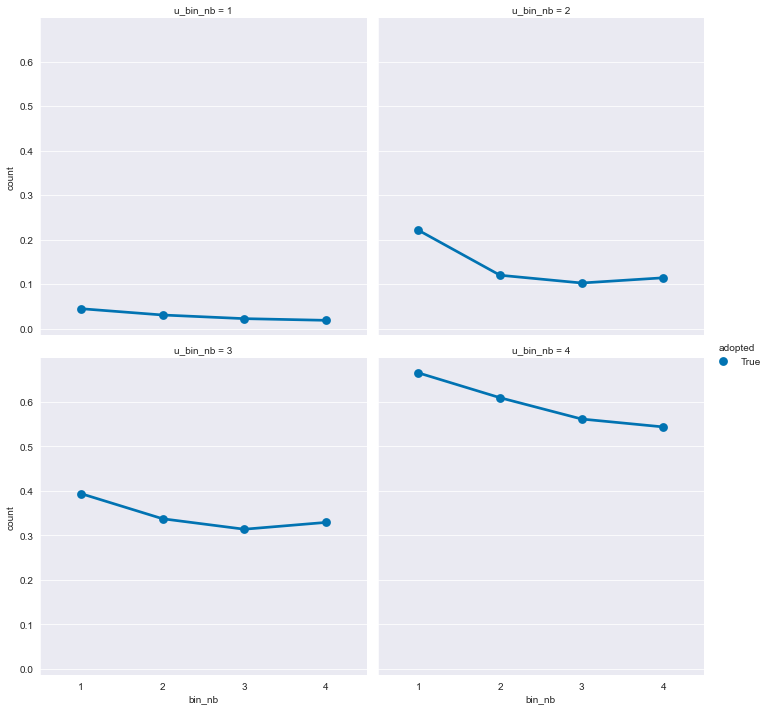 u_bin_nb = 1
u_bin_nb = 2
0.6
0.5
0.4
0.3
0.2
0.1
0.0
count
adopted
True
u_bin_nb = 3
u_bin_nb = 4
0.6
0.5
0.4
0.3
0.2
0.1
0.0
count
1 2 3 4
bin_nb
1 2 3 4
bin_nb